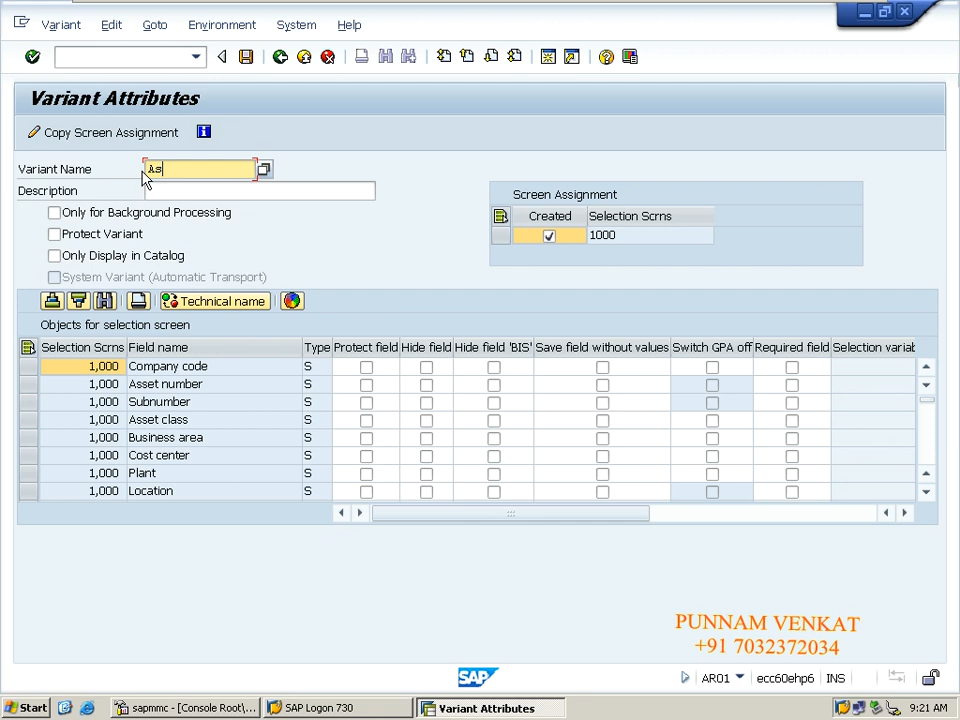 Variant Edit Goto Environment System Help
Variant Attributes
Copy Screen Assignment
Variant Name As
Description
Only for Background Processing
Protect Variant
Only Display in Catalog
System Variant (Automatic Transport)
Screen Assignment
Created Selection Scrns
1000
Technical name
Objects for selection screen
Selection Scrns Field name Type Protect field Hide field Hide field 'BIS' Save field without values Switch GPA off Required field Selection variab
1,000 Company code S
1,000 Asset number S
1,000 Subnumber S
1,000 Asset class S
1,000 Business area S
1,000 Cost center S
1,000 Plant S
1,000 Location S
PUNNAM VENKAT
+91 7032372034
SAP AR01 ecc60ehp6 INS
Start sapmmc - [Console Root\... SAP Logon 730 Variant Attributes 9:21 AM